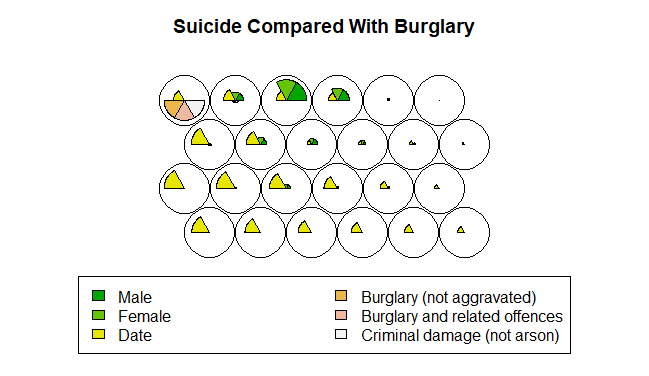 Suicide Compared With Burglary
Male
Female
Date
Burglary (not aggravated)
Burglary and related offences
Criminal damage (not arson)